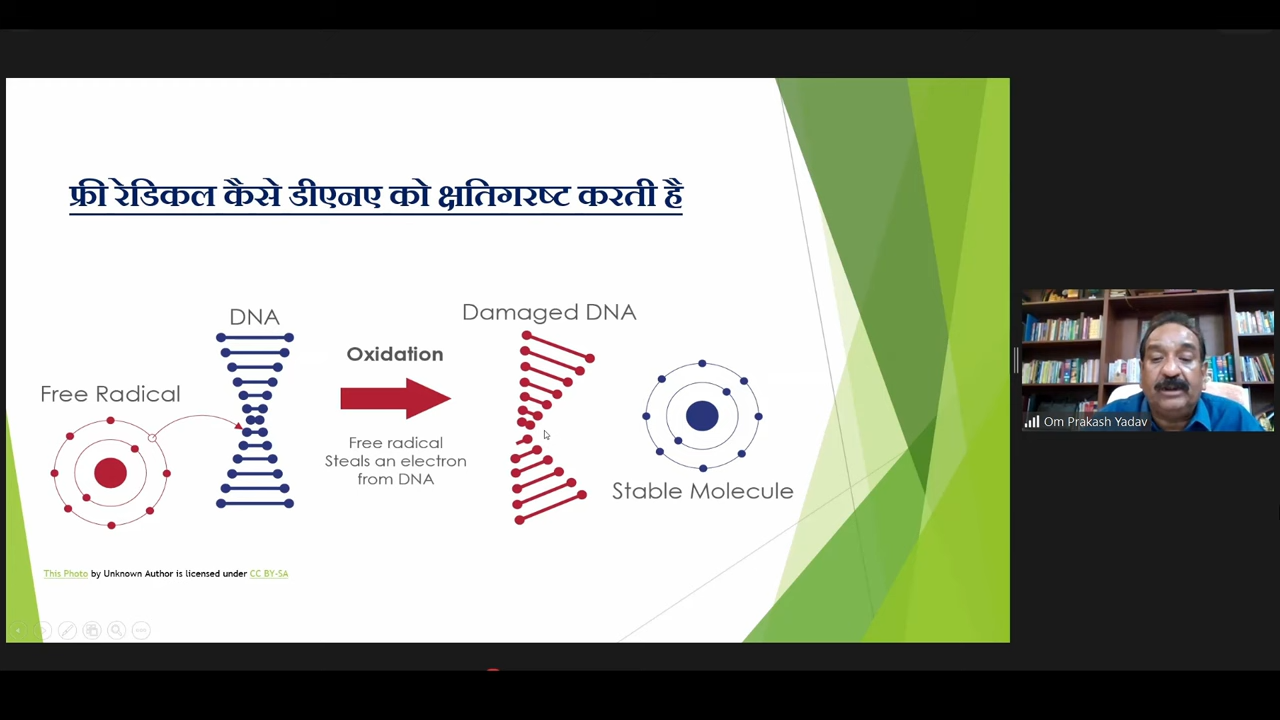 फ्री रेडिकल कैसे डीएनए को क्षतिगरष्ट करती है
DNA
Damaged DNA
Oxidation
Free Radical
Free radical
Steals an electron
from DNA
Stable Molecule
This Photo by Unknown Author is licensed under CC BY-SA
Om Prakash Yadav